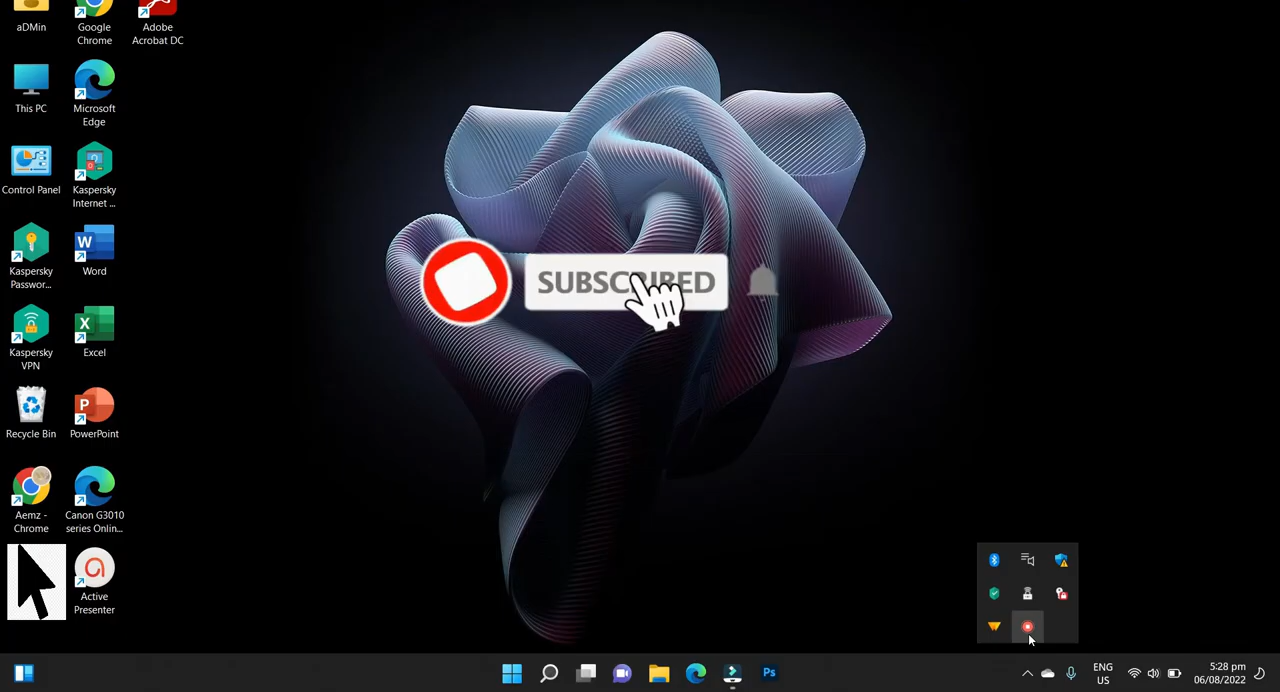 aDMin
Google
Chrome
Adobe
Acrobat DC
This PC
Microsoft
Edge
Control Panel
Kaspersky
Internet ...
Kaspersky
Passwor...
Word
Kaspersky
VPN
Excel
Recycle Bin
PowerPoint
Aemz -
Chrome
Canon G3010
series Onlin...
Active
Presenter
SUBSCRIBED
W
X
P
Ps
ENG
US
5:28 pm
06/08/2022